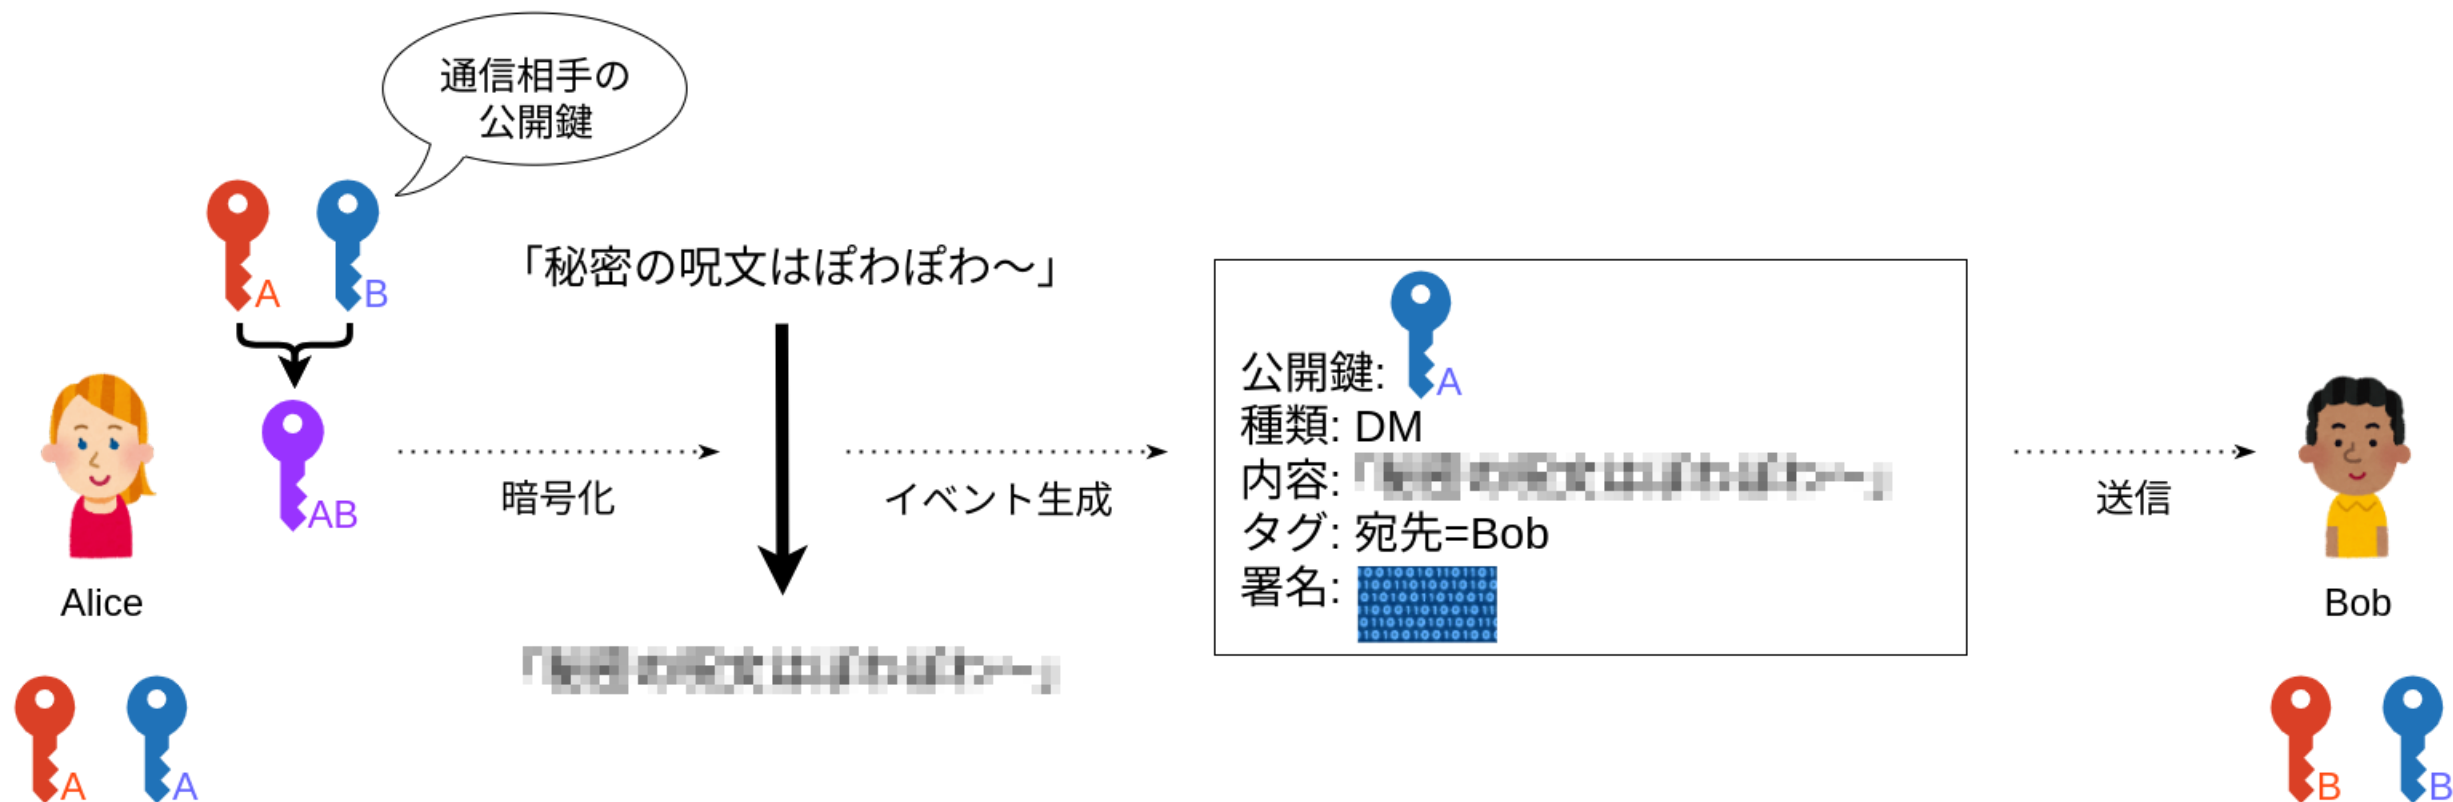 通信相手の
公開鍵
A
B
「秘密の呪文はぽわぽわ～」
AB
暗号化
イベント生成
公開鍵:
A
種類: DM
内容:
タグ: 宛先=Bob
署名:
送信
Alice
Bob
A
A
B
B